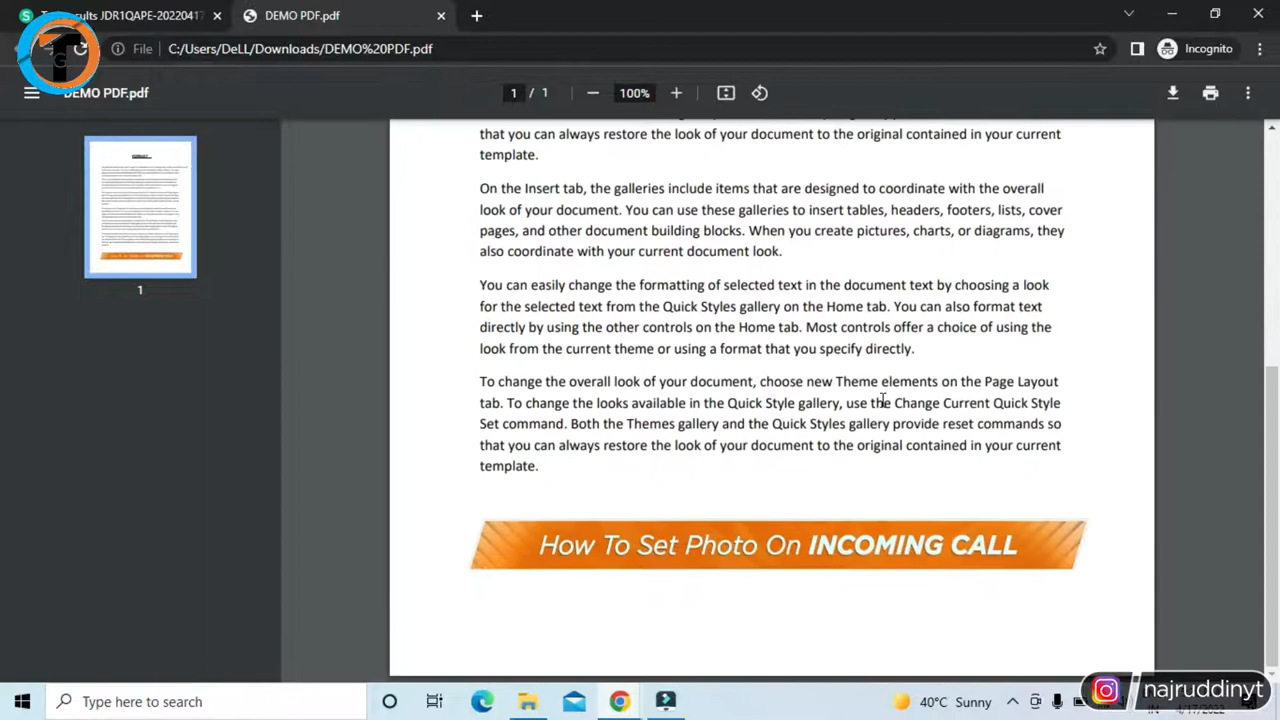 T results JDR1QAPE-20220417
DEMO PDF.pdf
File
C:/Users/DeLL/Downloads/DEMO%20PDF.pdf
Incognito
DEMO PDF.pdf
1 / 1
100%
that you can always restore the look of your document to the original contained in your current
template.
On the Insert tab, the galleries include items that are designed to coordinate with the overall
look of your document. You can use these galleries to insert tables, headers, footers, lists, cover
pages, and other document building blocks. When you create pictures, charts, or diagrams, they
also coordinate with your current document look.
You can easily change the formatting of selected text in the document text by choosing a look
for the selected text from the Quick Styles gallery on the Home tab. You can also format text
directly by using the other controls on the Home tab. Most controls offer a choice of using the
look from the current theme or using a format that you specify directly.
To change the overall look of your document, choose new Theme elements on the Page Layout
tab. To change the looks available in the Quick Style gallery, use the Change Current Quick Style
Set command. Both the Themes gallery and the Quick Styles gallery provide reset commands so
that you can always restore the look of your document to the original contained in your current
template.
How To Set Photo On INCOMING CALL
1
Type here to search
40°C Sunny
IN
4/17/2022
najruddinyt